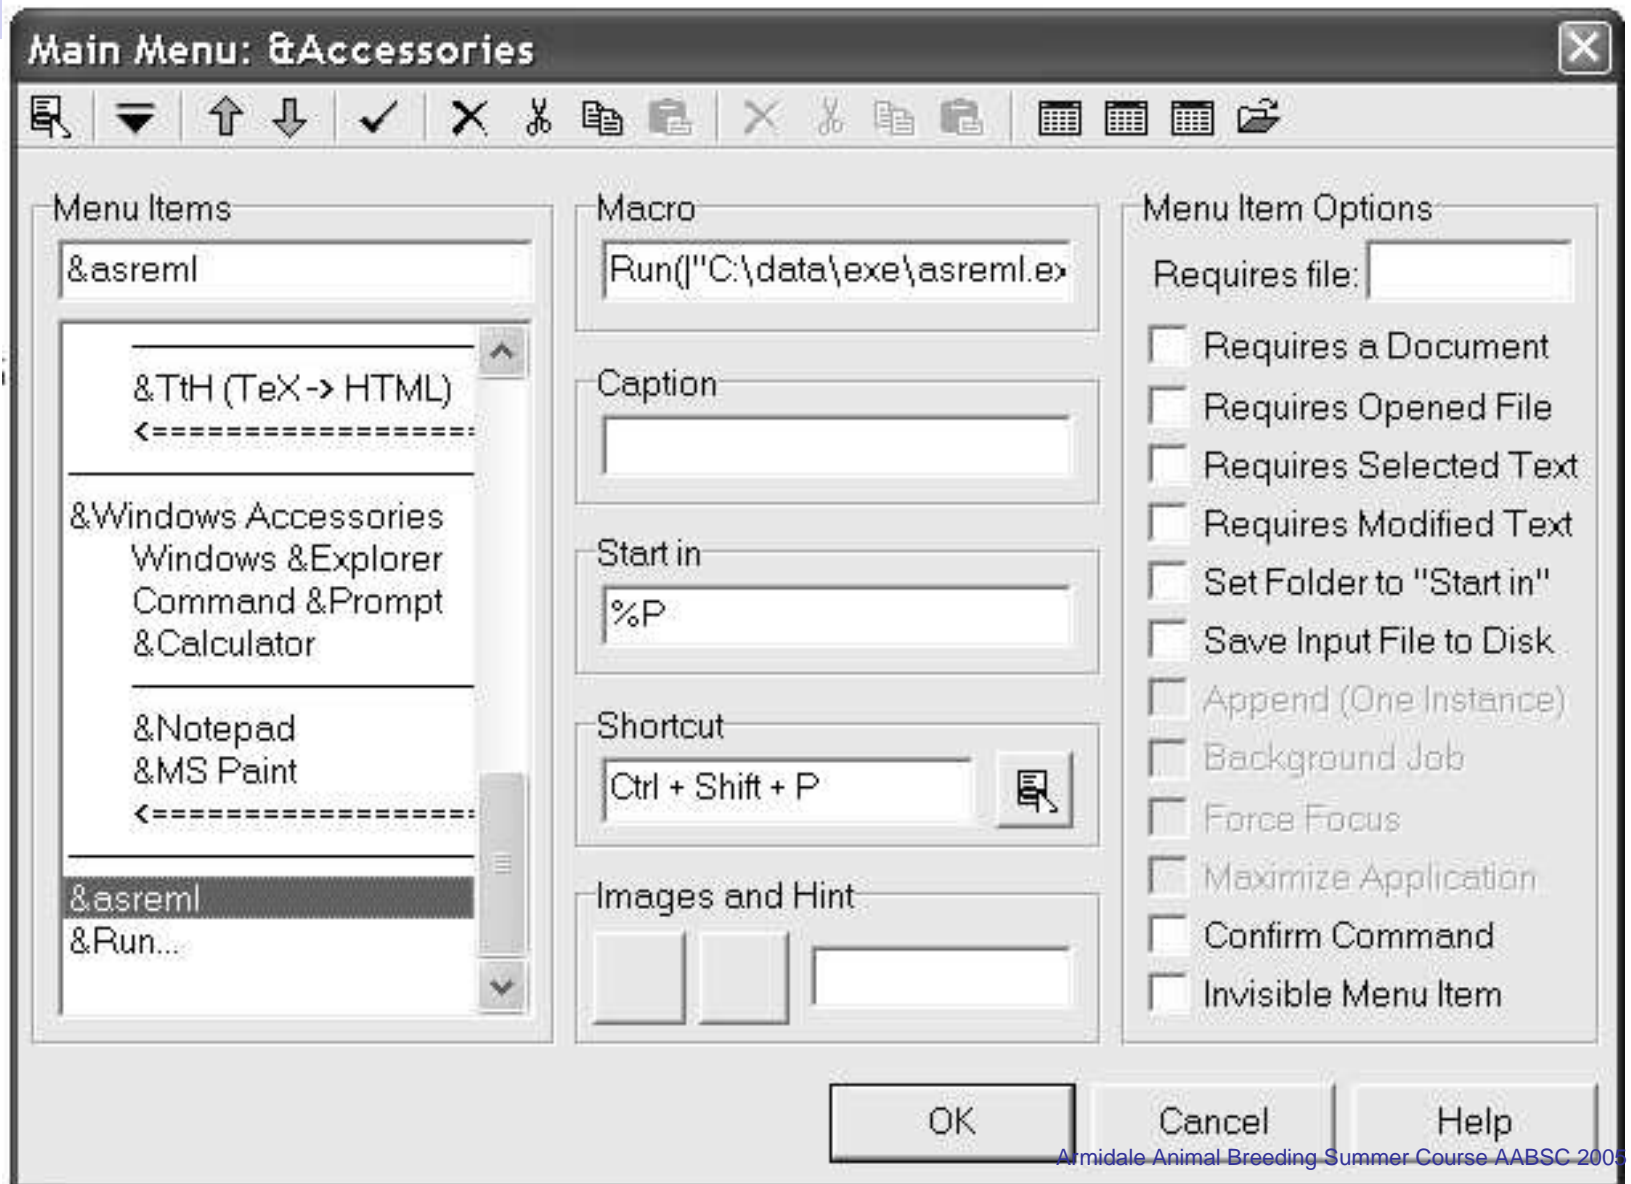 Main Menu: &Accessories
Menu Items
&asreml
&TtH (TeX -> HTML)
<==================
&Windows Accessories
Windows &Explorer
Command &Prompt
&Calculator
&Notepad
&MS Paint
<==================
&asreml
&Run...
Macro
Run(|"C:\data\exe\asreml.ex
Caption
Start in
%P
Shortcut
Ctrl + Shift + P
Images and Hint
Menu Item Options
Requires file:
Requires a Document
Requires Opened File
Requires Selected Text
Requires Modified Text
Set Folder to "Start in"
Save Input File to Disk
Append (One Instance)
Background Job
Force Focus
Maximize Application
Confirm Command
Invisible Menu Item
OK
Cancel
Help
Armidale Animal Breeding Summer Course AABSC 2005